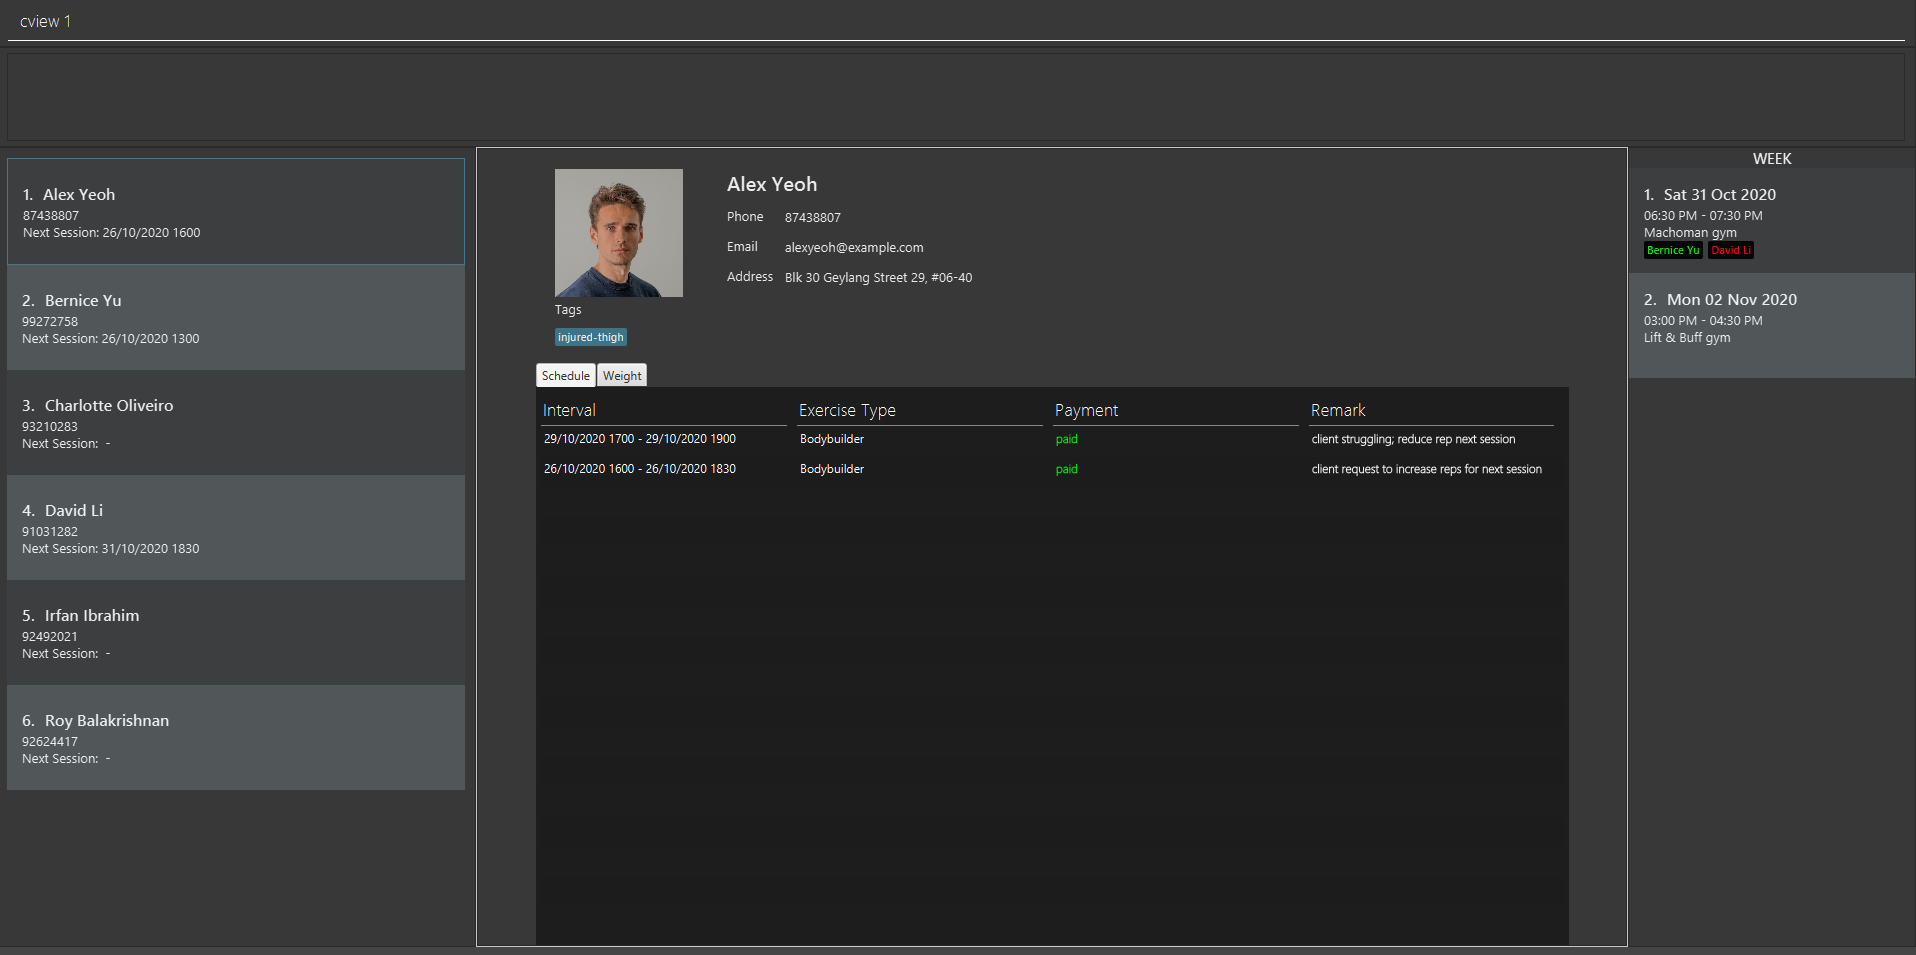 cview 1
1. Alex Yeoh
87438807
Next Session: 26/10/2020 1600
2. Bernice Yu
99272758
Next Session: 26/10/2020 1300
3. Charlotte Oliveiro
93210283
Next Session: -
4. David Li
91031282
Next Session: 31/10/2020 1830
5. Irfan Ibrahim
92492021
Next Session: -
6. Roy Balakrishnan
92624417
Next Session: -
Alex Yeoh
Phone 87438807
Email alexyeoh@example.com
Address Blk 30 Geylang Street 29, #06-40
Tags
injured-thigh
Schedule Weight
Interval Exercise Type Payment Remark
29/10/2020 1700 - 29/10/2020 1900 Bodybuilder paid client struggling; reduce rep next session
26/10/2020 1600 - 26/10/2020 1830 Bodybuilder paid client request to increase reps for next session
WEEK
1. Sat 31 Oct 2020
06:30 PM - 07:30 PM
Machoman gym
Bernice Yu David Li
2. Mon 02 Nov 2020
03:00 PM - 04:30 PM
Lift & Buff gym